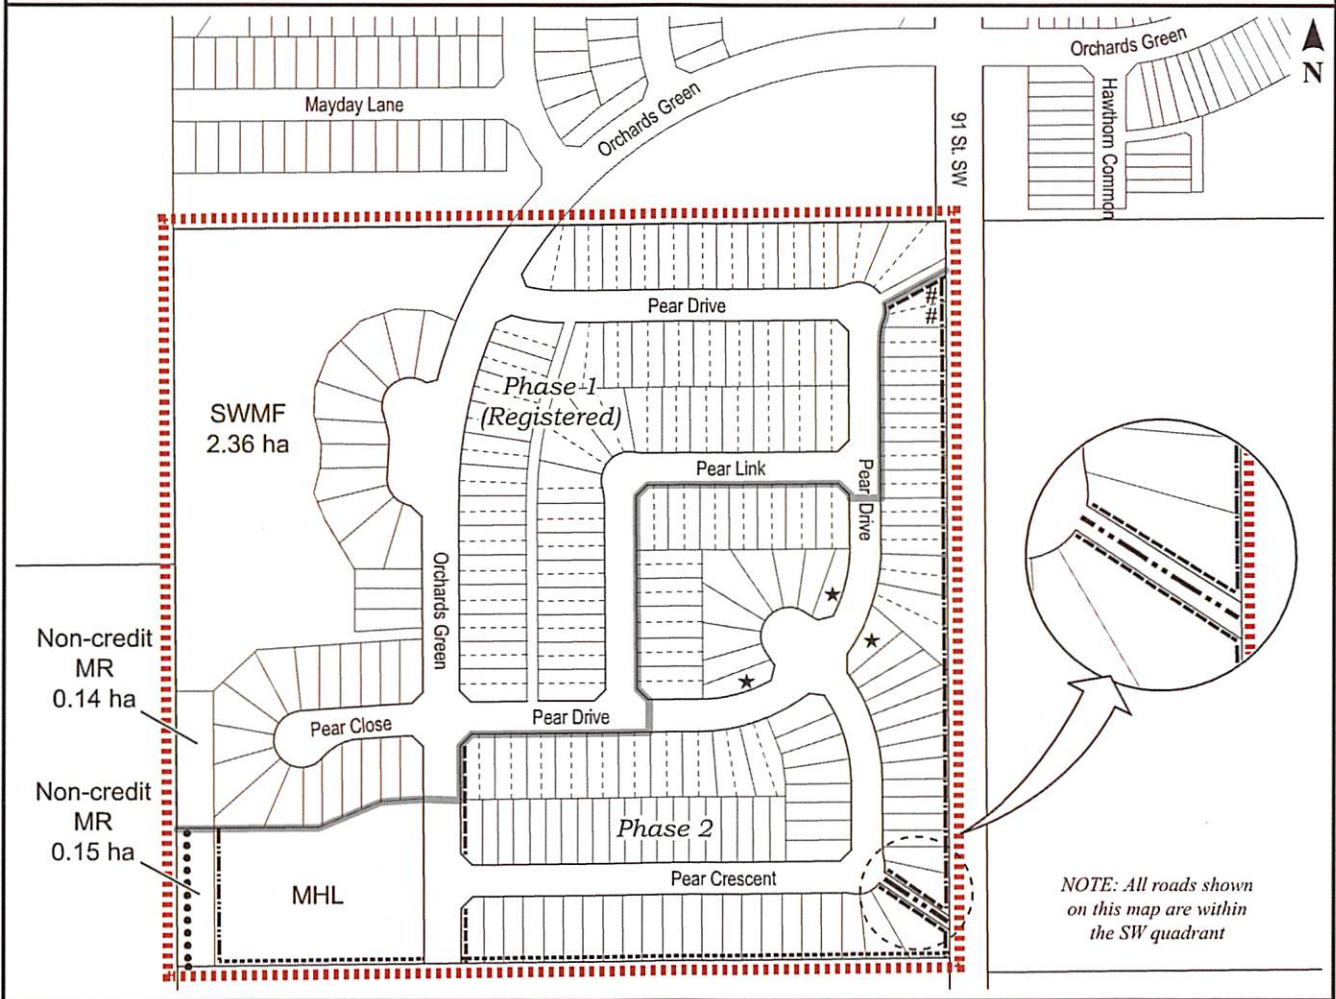 Orchards Green
N
Mayday Lane
Orchards Green
91 St. SW
Hawthorn Common
Pear Drive
#
#
Phase 1
(Registered)
SWMF
2.36 ha
Pear Link
Pear Drive
Orchards Green
Non-credit
MR
0.14 ha
Pear Drive
Pear Close
Non-credit
MR
0.15 ha
Phase 2
Pear Crescent
MHL
NOTE: All roads shown
on this map are within
the SW quadrant